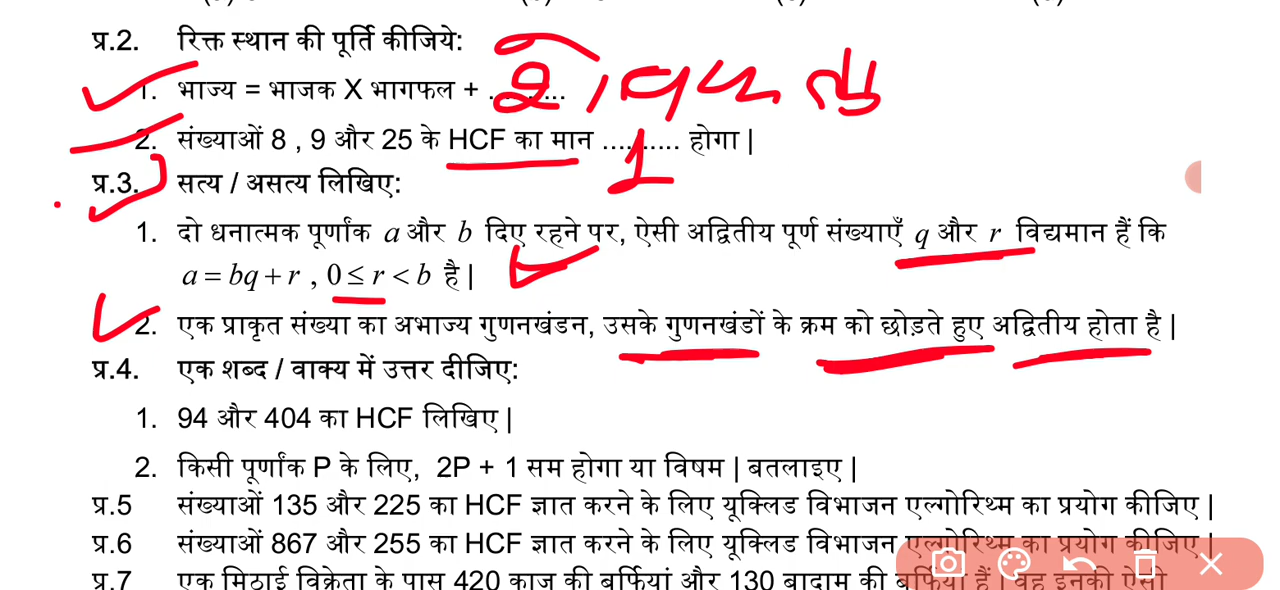 प्र.2. रिक्त स्थान की पूर्ति कीजिये:
1. भाज्य = भाजक X भागफल + .........
2. संख्याओं 8 , 9 और 25 के HCF का मान .......... होगा |
1
प्र.3. सत्य / असत्य लिखिए:
1. दो धनात्मक पूर्णांक a और b दिए रहने पर, ऐसी अद्वितीय पूर्ण संख्याएँ q और r विद्यमान हैं कि
a = bq + r , 0 ≤ r < b है |
2. एक प्राकृत संख्या का अभाज्य गुणनखंडन, उसके गुणनखंडों के क्रम को छोड़ते हुए अद्वितीय होता है |
प्र.4. एक शब्द / वाक्य में उत्तर दीजिए:
1. 94 और 404 का HCF लिखिए |
2. किसी पूर्णांक P के लिए, 2P + 1 सम होगा या विषम | बतलाइए |
प्र.5 संख्याओं 135 और 225 का HCF ज्ञात करने के लिए यूक्लिड विभाजन एल्गोरिथ्म का प्रयोग कीजिए |
प्र.6 संख्याओं 867 और 255 का HCF ज्ञात करने के लिए यूक्लिड विभाजन एल्गोरिथ्म का प्रयोग कीजिए |
प्र.7 एक मिठाई विक्रेता के पास 420 काजू की बर्फियां और 130 बादाम की बर्फियां हैं | वह इनकी ऐसी